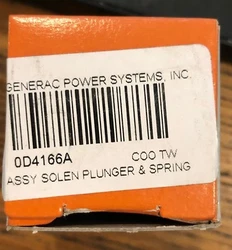 GENERAC POWER SYSTEMS, INC.
0D4166A COO TW
ASSY SOLEN PLUNGER & SPRING